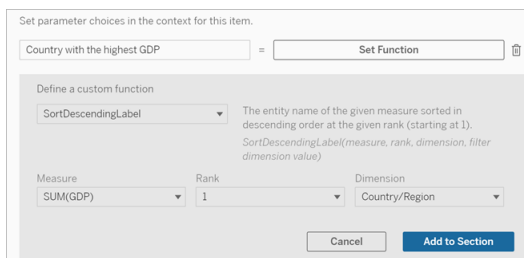 Set parameter choices in the context for this item.
Country with the highest GDP = Set Function
Define a custom function
SortDescendingLabel
The entity name of the given measure sorted in
descending order at the given rank (starting at 1).
SortDescendingLabel(measure, rank, dimension, filter
dimension value)
Measure Rank Dimension
SUM(GDP) 1 Country/Region
Cancel Add to Section